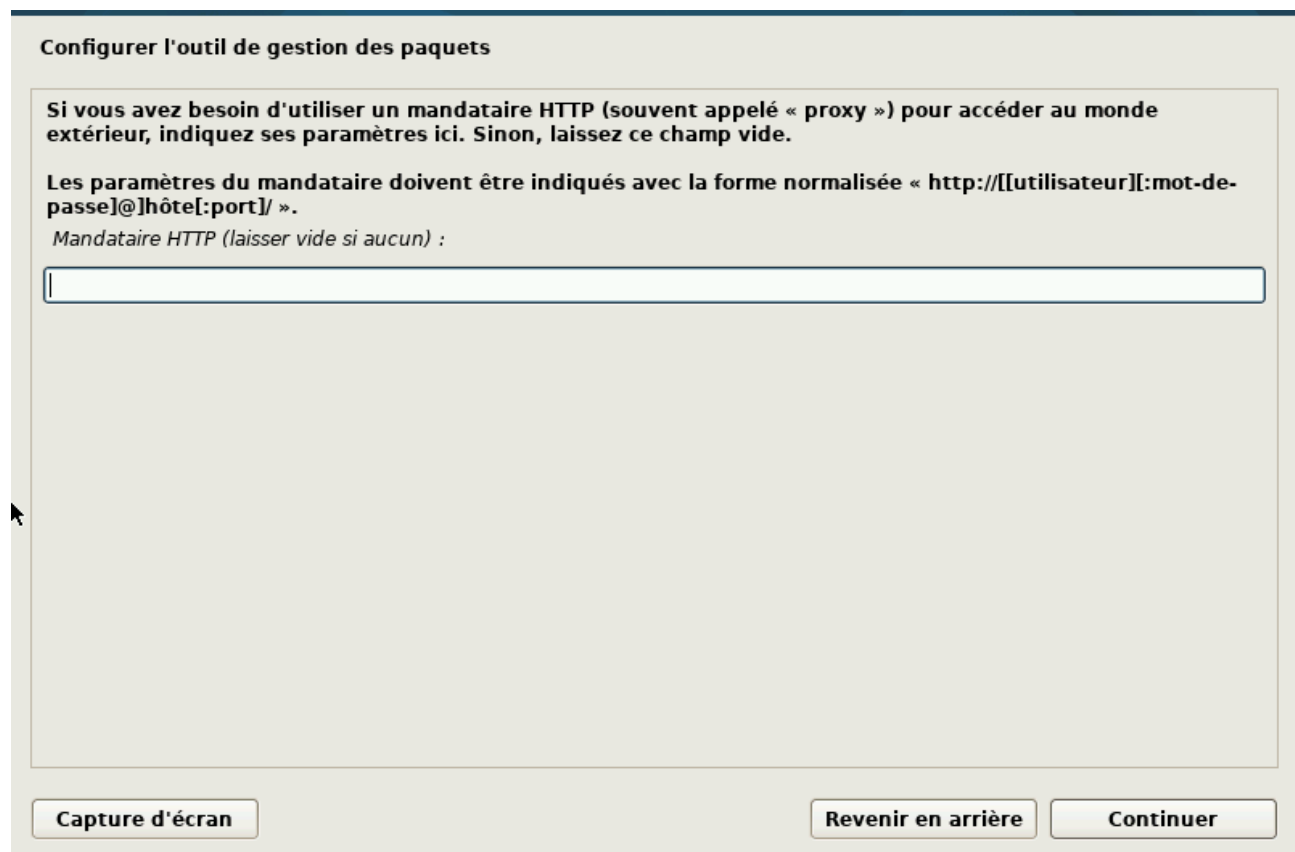 Configurer l'outil de gestion des paquets
Si vous avez besoin d'utiliser un mandataire HTTP (souvent appelé « proxy ») pour accéder au monde
extérieur, indiquez ses paramètres ici. Sinon, laissez ce champ vide.
Les paramètres du mandataire doivent être indiqués avec la forme normalisée « http://[[utilisateur][:mot-de-
passe]@]hôte[:port]/ ».
Mandataire HTTP (laisser vide si aucun) :
Capture d'écran
Revenir en arrière
Continuer